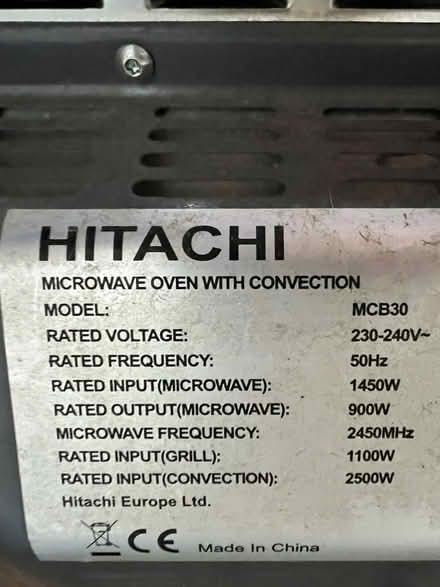 HITACHI
MICROWAVE OVEN WITH CONVECTION
MODEL: MCB30
RATED VOLTAGE: 230-240V~
RATED FREQUENCY: 50Hz
RATED INPUT(MICROWAVE): 1450W
RATED OUTPUT(MICROWAVE): 900W
MICROWAVE FREQUENCY: 2450MHz
RATED INPUT(GRILL): 1100W
RATED INPUT(CONVECTION): 2500W
Hitachi Europe Ltd.
CE Made In China